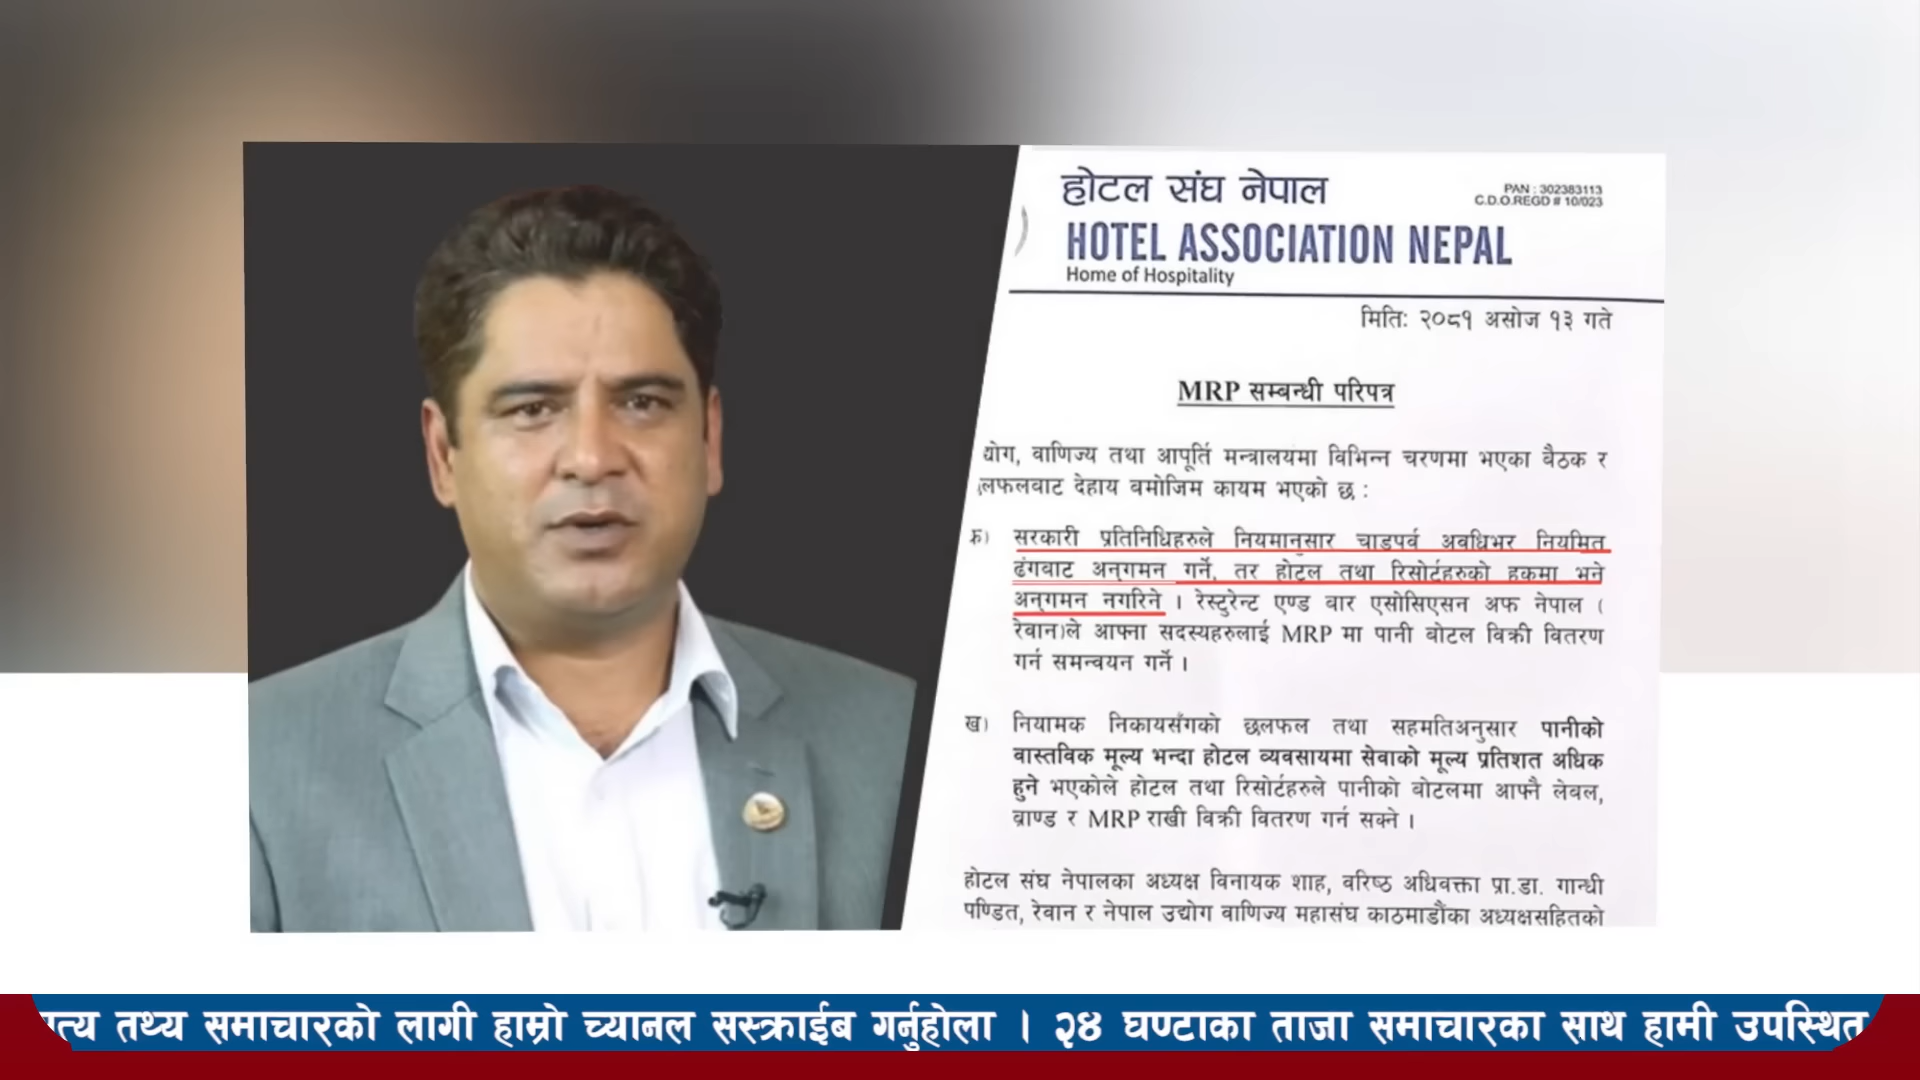 होटल संघ नेपाल
PAN : 302383113
C.D.O.REGD # 10/023
HOTEL ASSOCIATION NEPAL
Home of Hospitality
मितिः २०८१ असोज १३ गते
MRP सम्बन्धी परिपत्र
द्योग, वाणिज्य तथा आपूर्ति मन्त्रालयमा विभिन्न चरणमा भएका बैठक र
लफलबाट देहाय बमोजिम कायम भएको छ :
क) सरकारी प्रतिनिधिहरुले नियमानुसार चाडपर्व अवधिभर नियमित
ढंगबाट अनुगमन गर्ने, तर होटल तथा रिसोर्टहरुको हकमा भने
अनुगमन नगरिने । रेस्टुरेन्ट एण्ड बार एसोसिएसन अफ नेपाल (
रेवान)ले आफ्ना सदस्यहरुलाई MRP मा पानी बोटल विक्री वितरण
गर्न समन्वयन गर्ने ।
ख) नियामक निकायसँगको छलफल तथा सहमतिअनुसार पानीको
वास्तविक मूल्य भन्दा होटल व्यवसायमा सेवाको मूल्य प्रतिशत अधिक
हुने भएकोले होटल तथा रिसोर्टहरुले पानीको बोटलमा आफ्नै लेबल,
ब्राण्ड र MRP राखी विक्री वितरण गर्न सक्ने ।
होटल संघ नेपालका अध्यक्ष विनायक शाह, वरिष्ठ अधिवक्ता प्रा.डा. गान्धी
पण्डित, रेवान र नेपाल उद्योग वाणिज्य महासंघ काठमाडौंका अध्यक्षसहितको
त्य तथ्य समाचारको लागी हाम्रो च्यानल सस्क्राईब गर्नुहोला । २४ घण्टाका ताजा समाचारका साथ हामी उपस्थित